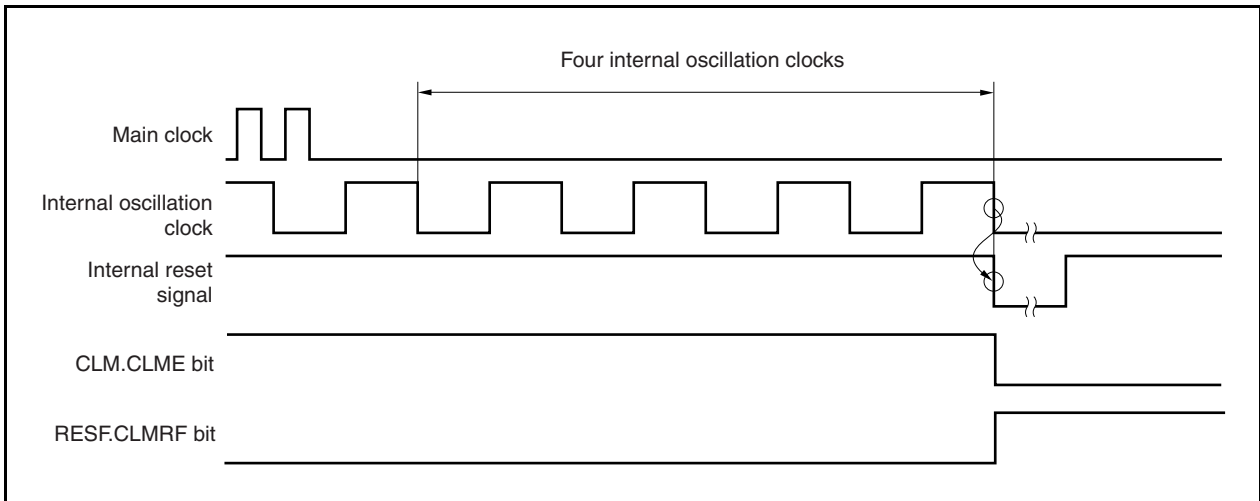 Four internal oscillation clocks
Main clock
Internal oscillation
clock
Internal reset
signal
CLM.CLME bit
RESF.CLMRF bit